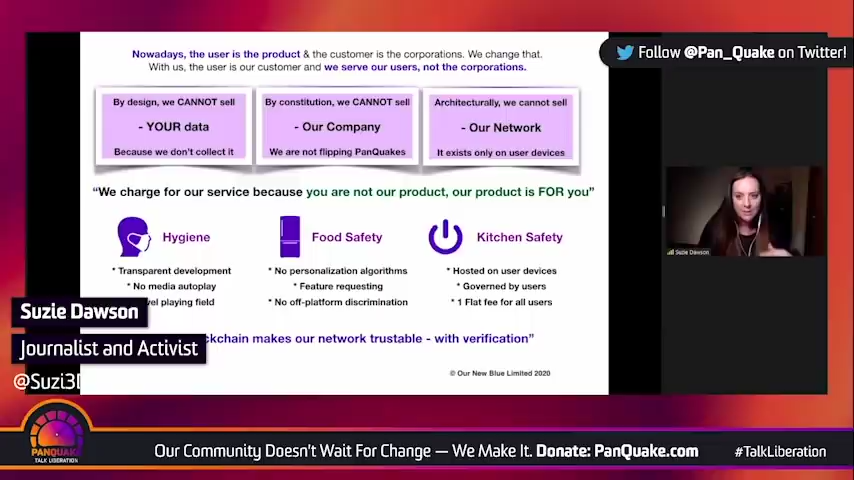 Nowadays, the user is the product & the customer is the corporations. We change that.
With us, the user is our customer and we serve our users, not the corporations.
Follow @Pan_Quake on Twitter!
By design, we CANNOT sell
- YOUR data
Because we don't collect it
By constitution, we CANNOT sell
- Our Company
We are not flipping PanQuakes
Architecturally, we cannot sell
- Our Network
It exists only on user devices
“We charge for our service because you are not our product, our product is FOR you”
Hygiene
* Transparent development
* No media autoplay
playing field
Food Safety
* No personalization algorithms
* Feature requesting
* No off-platform discrimination
Kitchen Safety
* Hosted on user devices
* Governed by users
* 1 Flat fee for all users
makes our network trustable - with verification”
© Our New Blue Limited 2020
Suzie Dawson
Suzie Dawson
Journalist and Activist
@Suzi3D
PANQUAKE
TALK LIBERATION
Our Community Doesn't Wait For Change — We Make It. Donate: PanQuake.com
#TalkLiberation